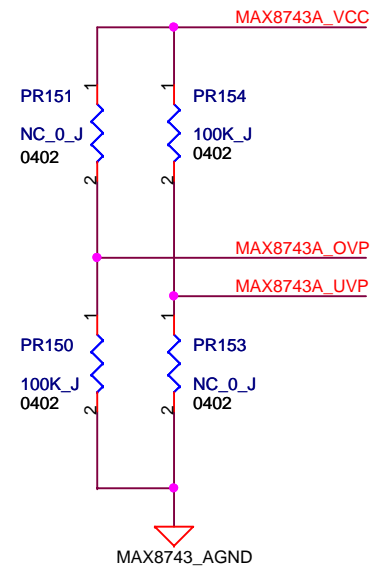 MAX8743A_VCC
1
1
PR151
PR154
NC_0_J
100K_J
0402
0402
2
2
MAX8743A_OVP
MAX8743A_UVP
1
1
PR150
PR153
100K_J
NC_0_J
0402
0402
2
2
MAX8743_AGND